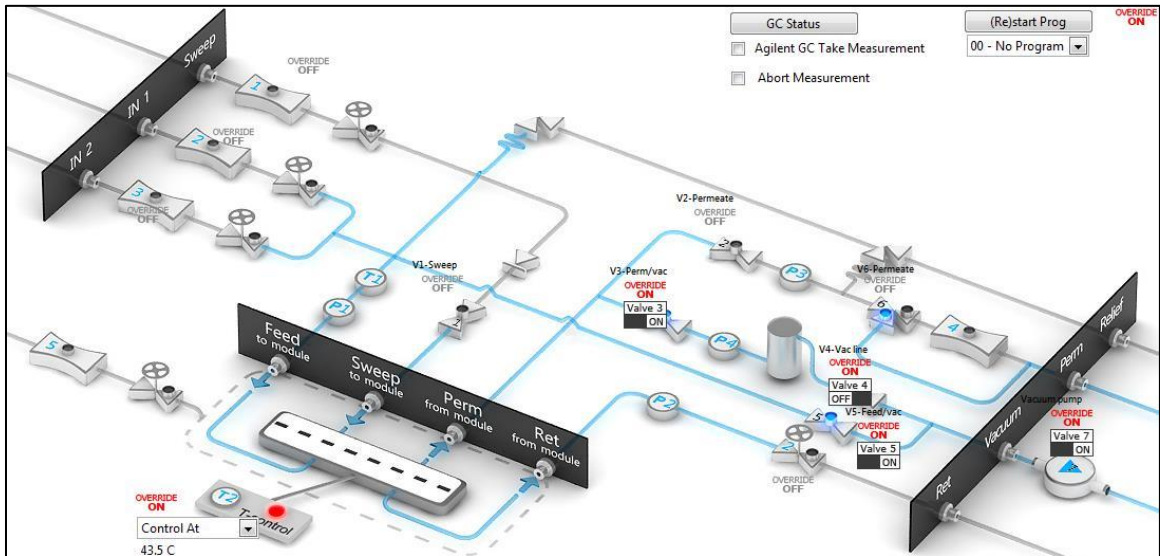 GC Status
(Re)start Prog
OVERRIDE
ON
Agilent GC Take Measurement
00 - No Program
Abort Measurement
Sweep
IN 1
IN 2
OVERRIDE
OFF
1
OVERRIDE
OFF
2
3
OVERRIDE
OFF
T1
P1
V1-Sweep
OVERRIDE
OFF
1
V2-Permeate
OVERRIDE
OFF
2
P3
V3-Perm/vac
OVERRIDE
ON
Valve 3
ON
P4
V6-Permeate
OVERRIDE
OFF
6
4
V4-Vac line
OVERRIDE
ON
Valve 4
OFF
V5-Feed/vac
OVERRIDE
ON
Valve 5
ON
5
P2
2
OVERRIDE
OFF
Relief
Perm
Vacuum
Ret
Vacuum pump
OVERRIDE
ON
Valve 7
ON
5
Feed
to module
Sweep
to module
Perm
from module
Ret
from module
OVERRIDE
ON
T2
T-control
Control At
43.5 C